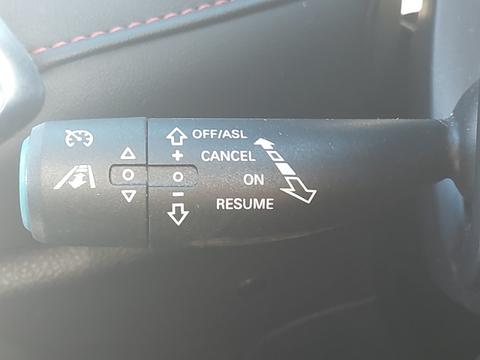 OFF/ASL
+ CANCEL
ON
- RESUME